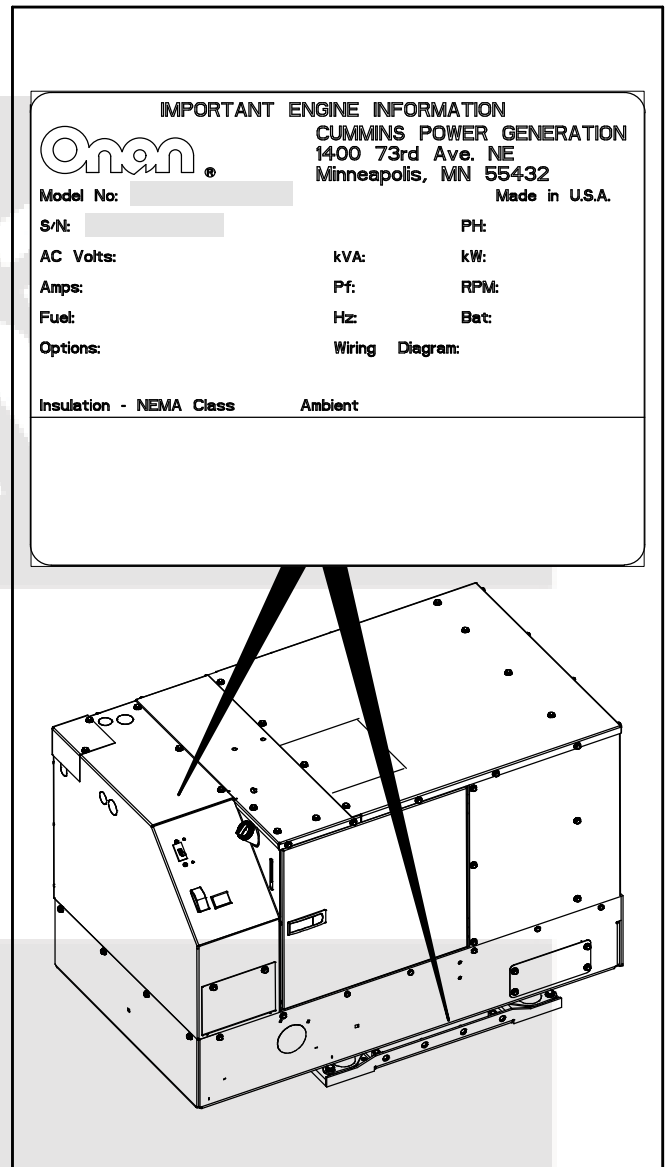 IMPORTANT ENGINE INFORMATION
Onan ®
CUMMINS POWER GENERATION
1400 73rd Ave. NE
Minneapolis, MN 55432
Model No:
Made in U.S.A.
S/N: PH:
AC Volts: kVA: kW:
Amps: Pf: RPM:
Fuel: Hz: Bat:
Options: Wiring Diagram:
Insulation - NEMA Class Ambient